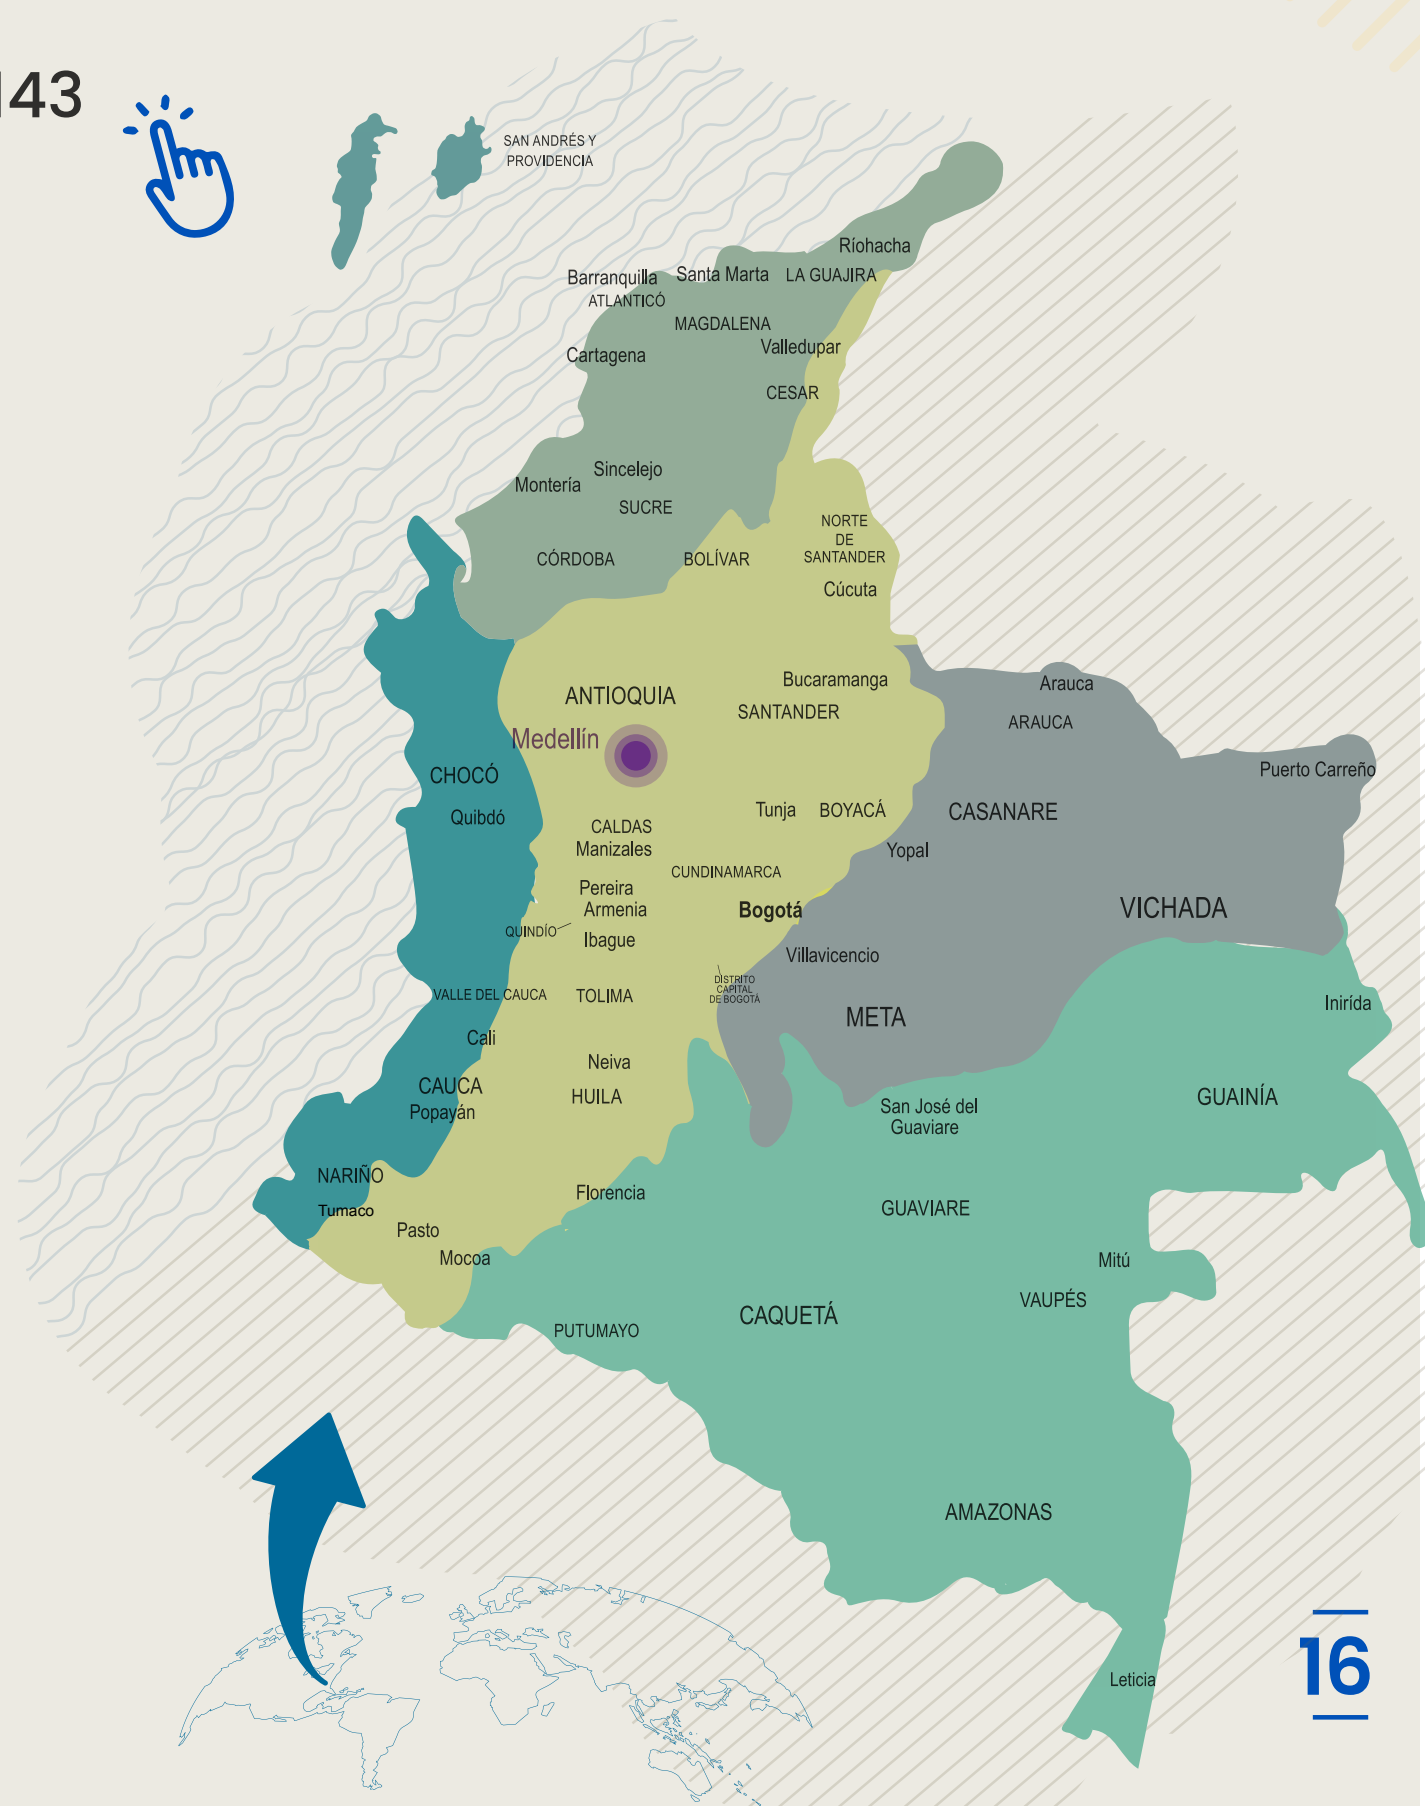 143
SAN ANDRÉS Y
PROVIDENCIA
Ríohacha
Barranquilla
Santa Marta
LA GUAJIRA
ATLANTICÓ
MAGDALENA
Valledupar
Cartagena
CESAR
Sincelejo
Montería
SUCRE
NORTE
DE
SANTANDER
CÓRDOBA
BOLÍVAR
Cúcuta
Bucaramanga
Arauca
ANTIOQUIA
SANTANDER
ARAUCA
Medellín
CHOCÓ
Puerto Carreño
Quibdó
Tunja
BOYACÁ
CASANARE
CALDAS
Manizales
Yopal
CUNDINAMARCA
Pereira
Armenia
Bogotá
VICHADA
QUINDÍO
Ibague
Villavicencio
DISTRITO
CAPITAL
DE BOGOTÁ
VALLE DEL CAUCA
TOLIMA
Inirída
META
Cali
Neiva
CAUCA
HUILA
GUAINÍA
Popayán
San José del
Guaviare
NARIÑO
Florencia
Tumaco
GUAVIARE
Pasto
Mocoa
Mitú
VAUPÉS
CAQUETÁ
PUTUMAYO
AMAZONAS
Leticia
16